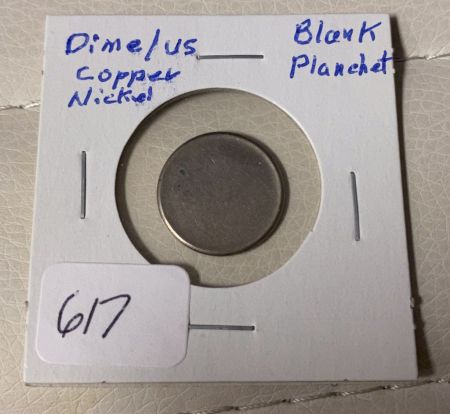 Dime/us
Copper
Nickel
Blank
Planchet
617